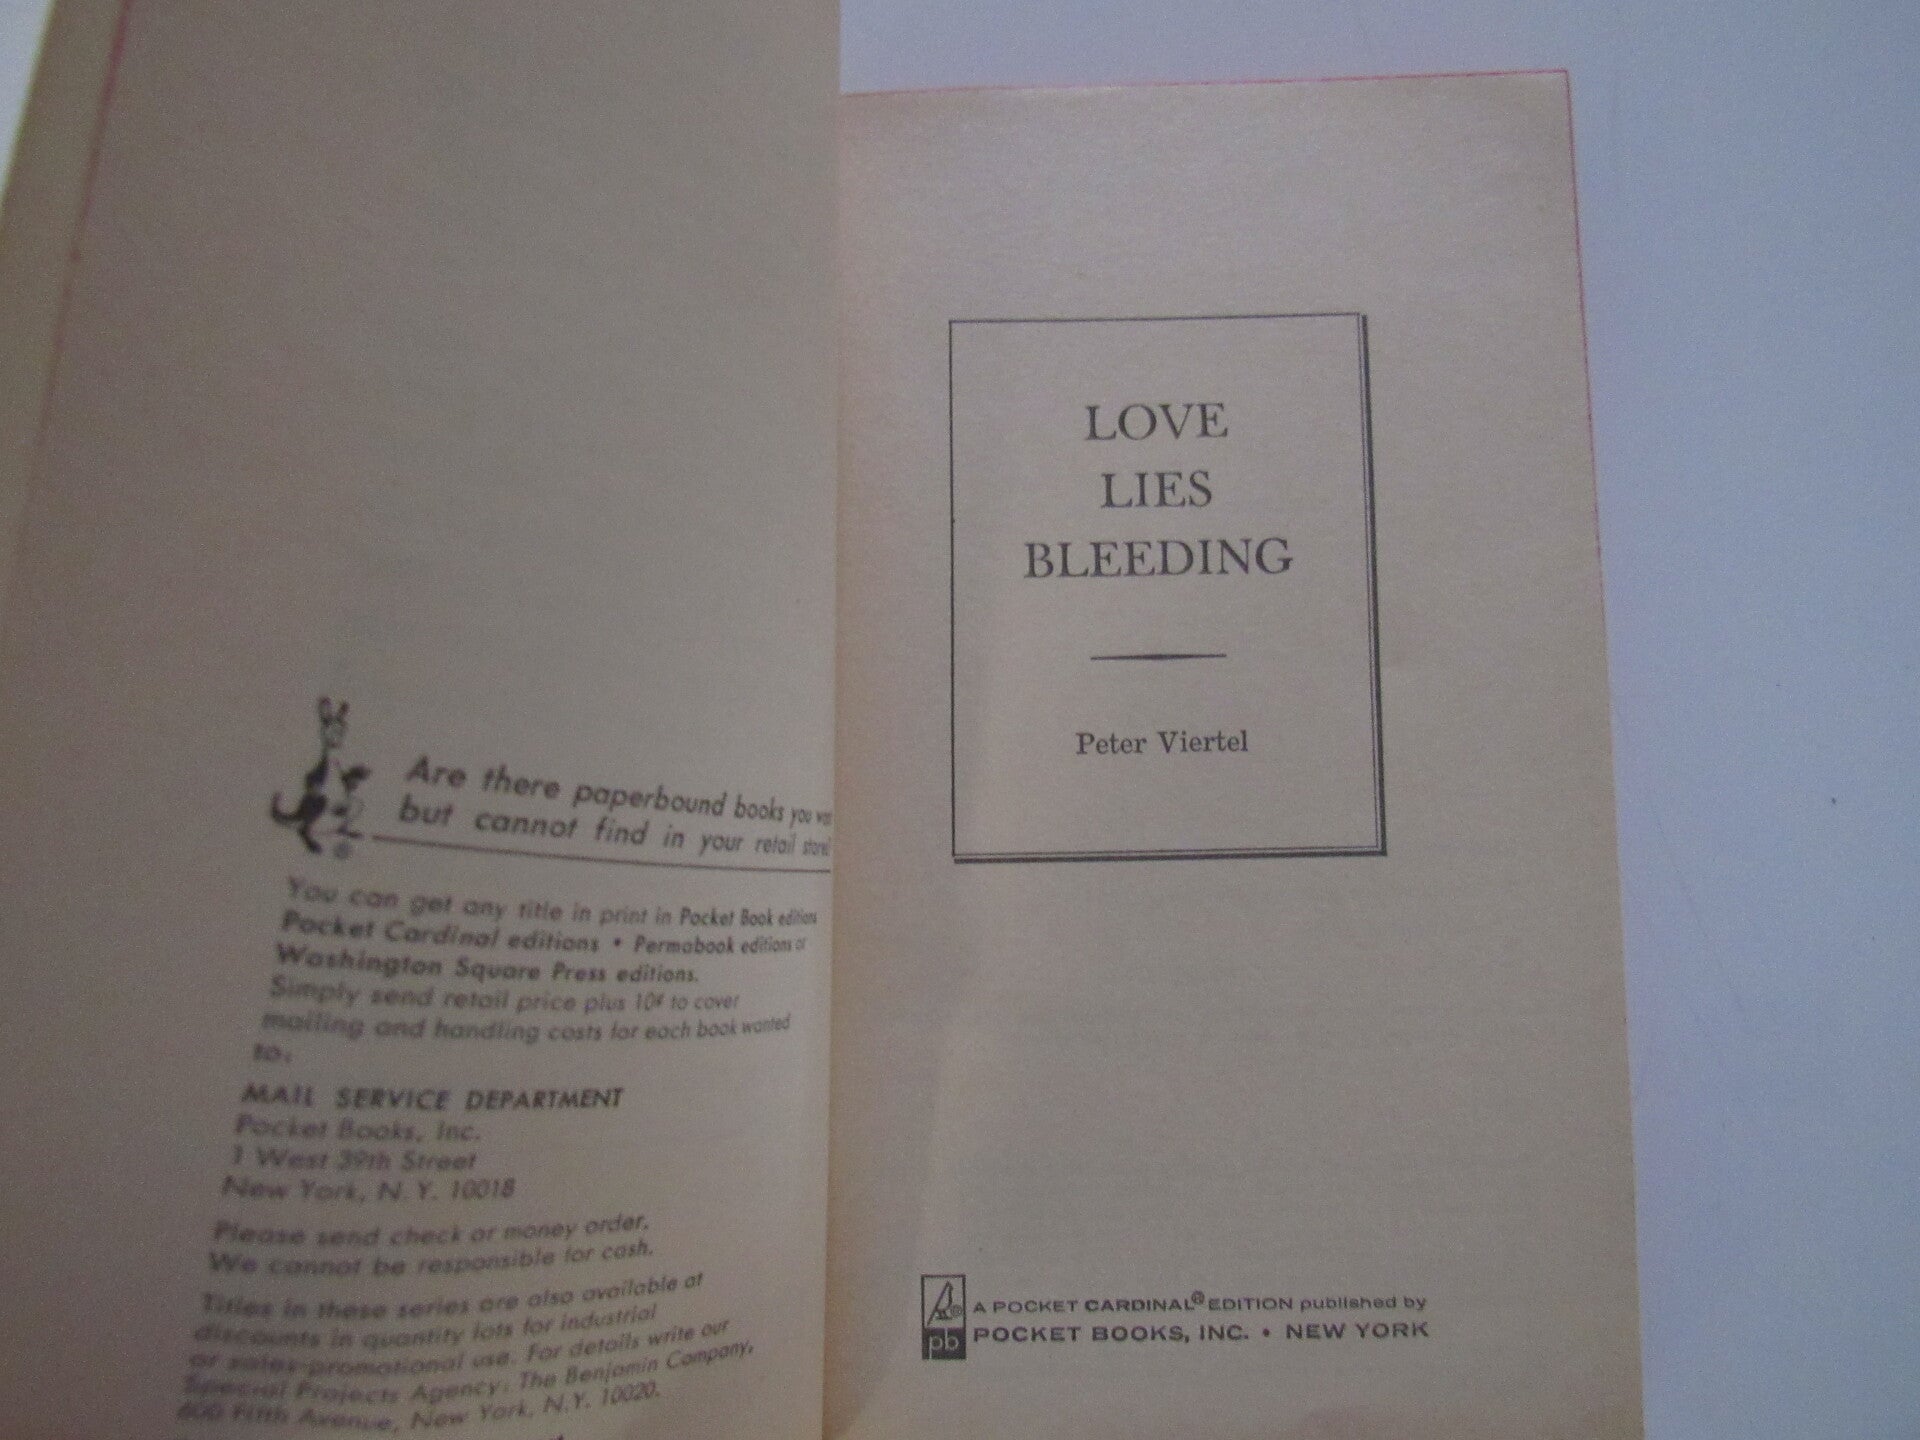 Are there paperbound books you
but cannot find in your retail
You can get any title in print in Pocket Book editions
Pocket Cardinal editions • Permabook editions or
Washington Square Press editions.
Simply send retail price plus 10¢ to cover
mailing and handling costs for each book wanted
to:
MAIL SERVICE DEPARTMENT
Pocket Books, Inc.
1 West 39th Street
New York, N. Y. 10018
Please send check or money order.
We cannot be responsible for cash.
Titles in these series are also available at
discounts in quantity lots for industrial
or sales-promotional use. For details write our
Special Projects Agency: The Benjamin Company,
600 Fifth Avenue, New York, N.Y. 10020.
LOVE
LIES
BLEEDING
Peter Viertel
pb
A POCKET CARDINAL® EDITION published by
POCKET BOOKS, INC. • NEW YORK